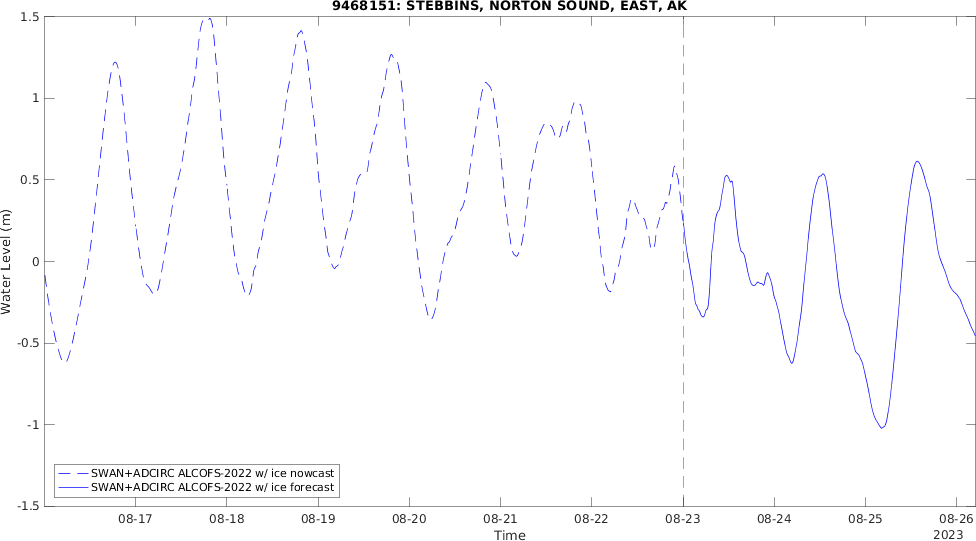 9468151: STEBBINS, NORTON SOUND, EAST, AK
1.5
1
0.5
0
-0.5
-1
-1.5
Water Level (m)
SWAN+ADCIRC ALCOFS-2022 w/ ice nowcast
SWAN+ADCIRC ALCOFS-2022 w/ ice forecast
08-17 08-18 08-19 08-20 08-21 08-22 08-23 08-24 08-25 08-26
Time 2023